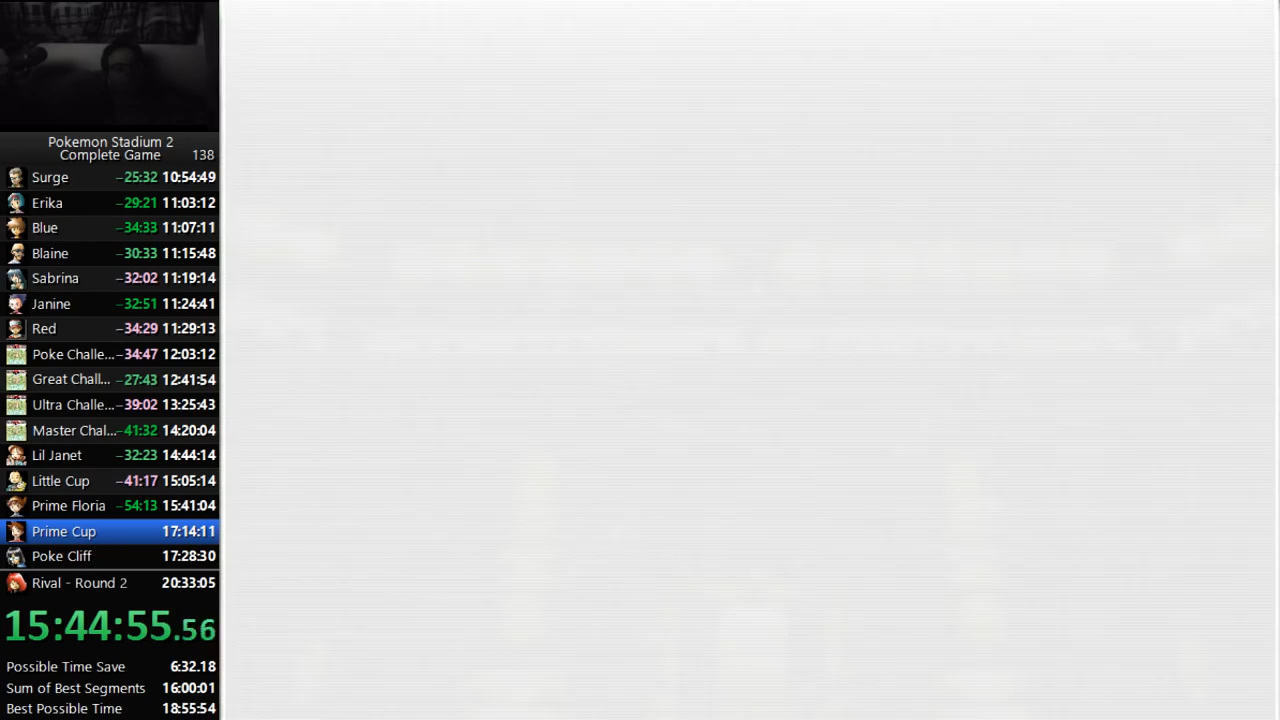 Pokemon Stadium 2
Complete Game 138
Surge -25:32 10:54:49
Erika -29:21 11:03:12
Blue -34:33 11:07:11
Blaine -30:33 11:15:48
Sabrina -32:02 11:19:14
Janine -32:51 11:24:41
Red -34:29 11:29:13
Poke Challe... -34:47 12:03:12
Great Chall... -27:43 12:41:54
Ultra Challe... -39:02 13:25:43
Master Chal... -41:32 14:20:04
Lil Janet -32:23 14:44:14
Little Cup -41:17 15:05:14
Prime Floria -54:13 15:41:04
Prime Cup 17:14:11
Poke Cliff 17:28:30
Rival - Round 2 20:33:05
15:44:55.56
Possible Time Save 6:32.18
Sum of Best Segments 16:00:01
Best Possible Time 18:55:54